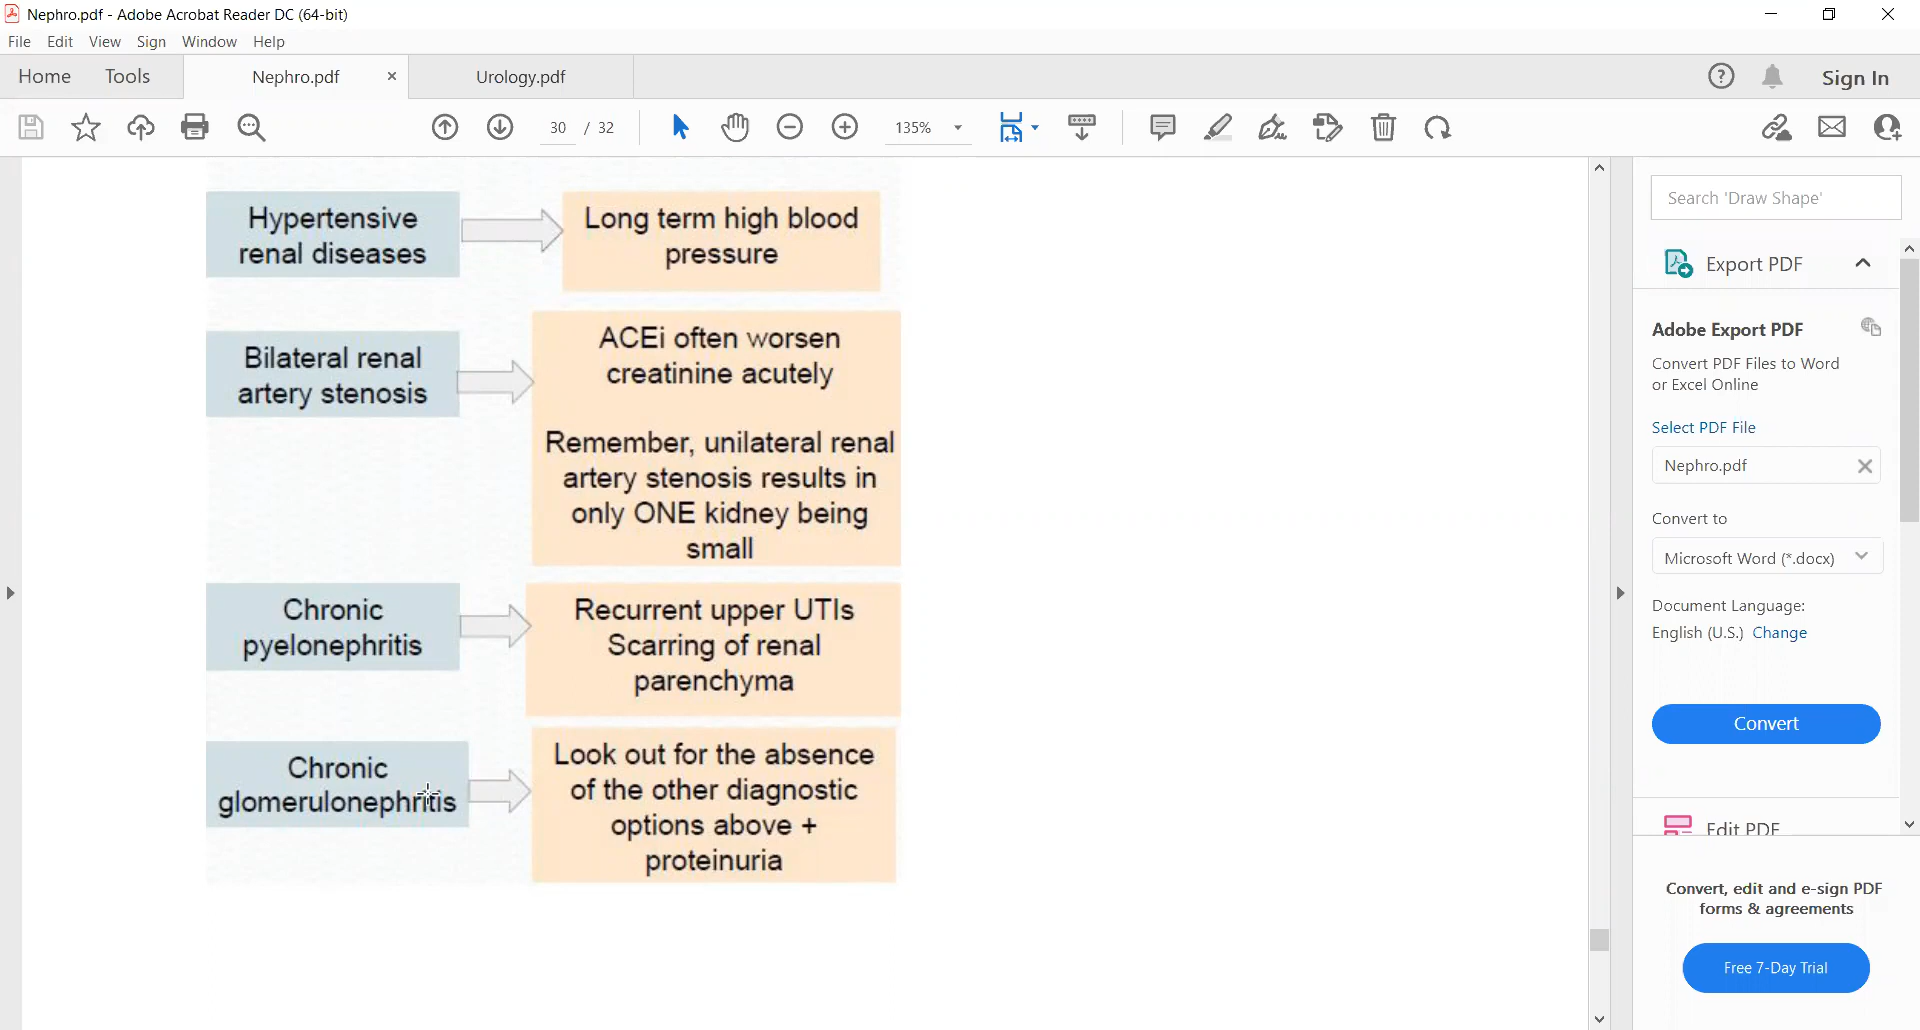 Nephro.pdf - Adobe Acrobat Reader DC (64-bit)
File Edit View Sign Window Help
Home Tools Nephro.pdf Urology.pdf Sign In
30 / 32 135%
Hypertensive
renal diseases
Long term high blood
pressure
Bilateral renal
artery stenosis
ACEi often worsen
creatinine acutely
Remember, unilateral renal
artery stenosis results in
only ONE kidney being
small
Chronic
pyelonephritis
Recurrent upper UTIs
Scarring of renal
parenchyma
Chronic
glomerulonephritis
Look out for the absence
of the other diagnostic
options above +
proteinuria
Search 'Draw Shape'
Export PDF
Adobe Export PDF
Convert PDF Files to Word
or Excel Online
Select PDF File
Nephro.pdf
Convert to
Microsoft Word (*.docx)
Document Language:
English (U.S.) Change
Convert
Edit PDF
Convert, edit and e-sign PDF
forms & agreements
Free 7-Day Trial